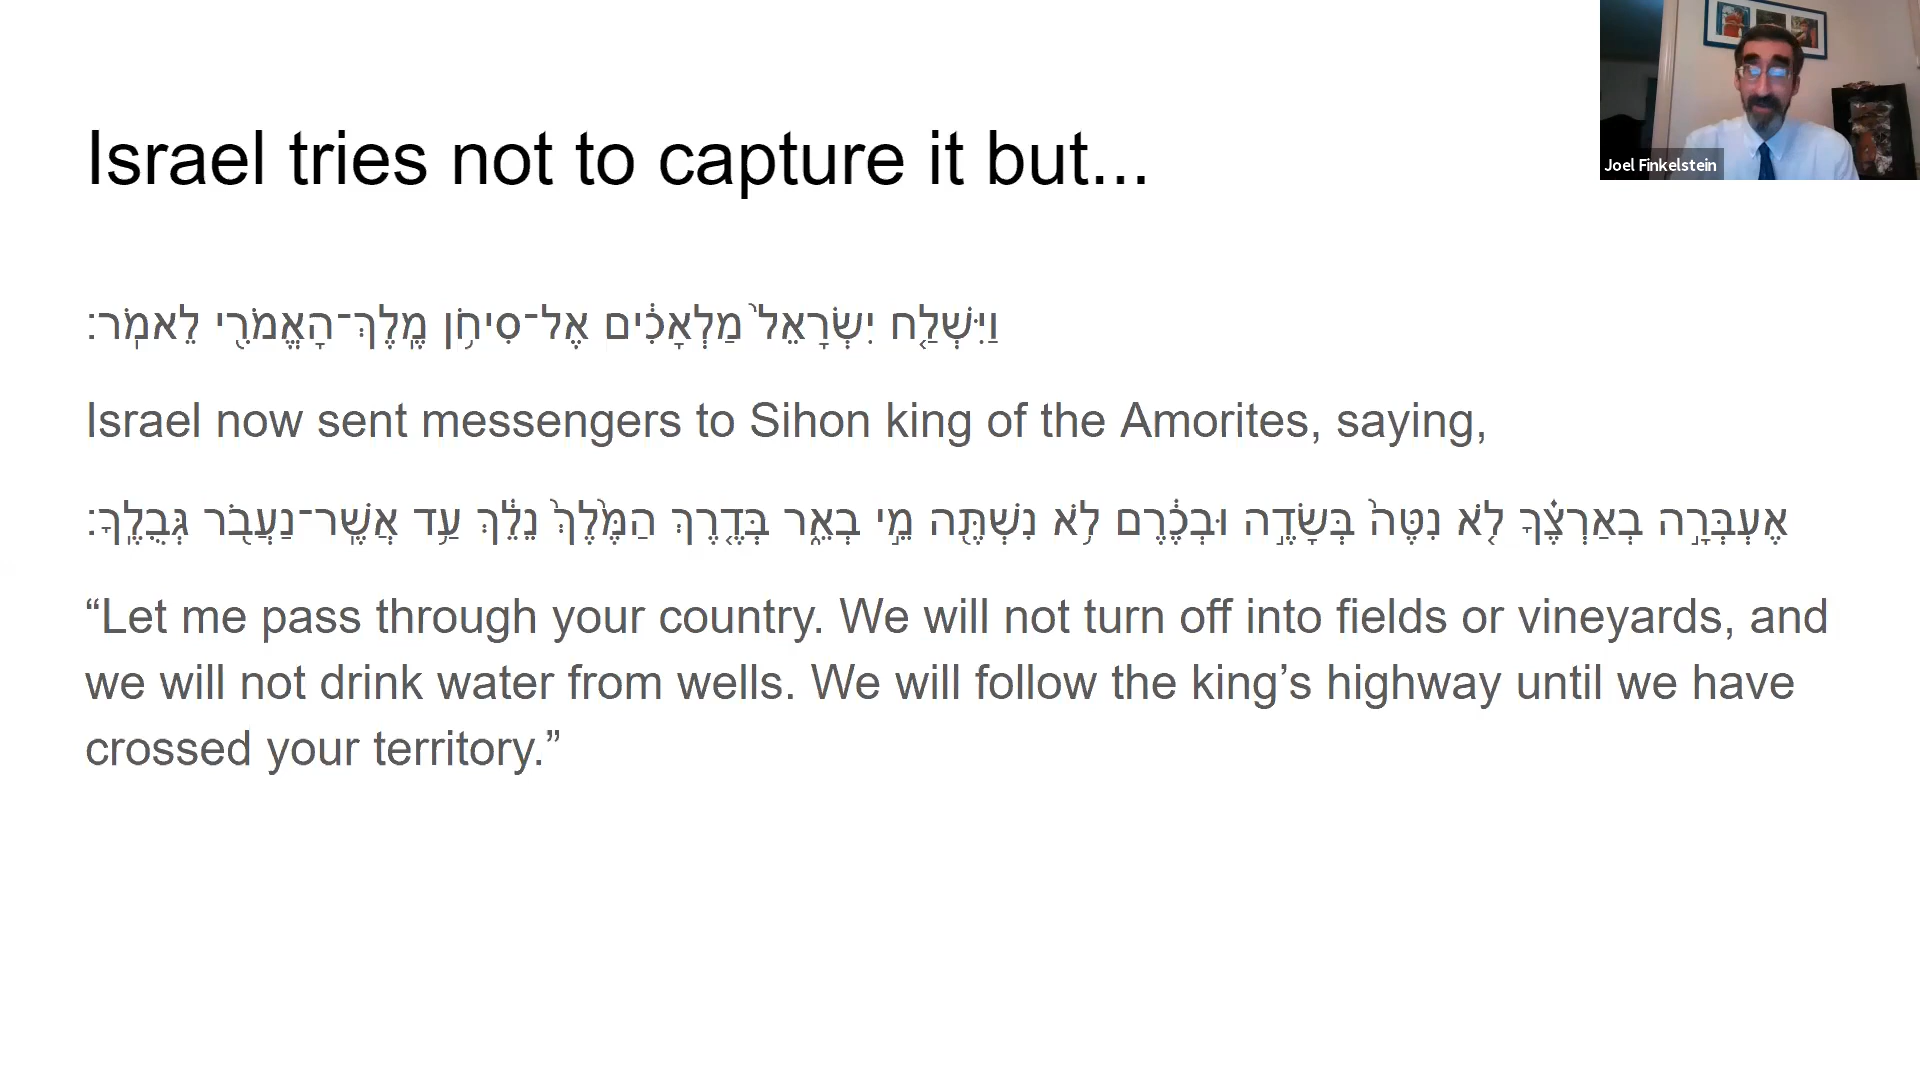 Israel tries not to capture it but...
Joel Finkelstein
וַיִּשְׁלַ֤ח יִשְׂרָאֵל֙ מַלְאָכִ֔ים אֶל־סִיחֹ֥ן מֶֽלֶךְ־הָאֱמֹרִ֖י לֵאמֹֽר׃
Israel now sent messengers to Sihon king of the Amorites, saying,
אֶעְבְּרָ֣ה בְאַרְצֶ֗ךָ לֹ֤א נִטֶּה֙ בְּשָׂדֶ֣ה וּבְכֶ֔רֶם לֹ֥א נִשְׁתֶּ֖ה מֵ֣י בְאֵ֑ר בְּדֶ֤רֶךְ הַמֶּ֙לֶךְ֙ נֵלֵ֔ךְ עַ֥ד אֲשֶֽׁר־נַעֲבֹ֖ר גְּבֻלֶֽךָ׃
“Let me pass through your country. We will not turn off into fields or vineyards, and
we will not drink water from wells. We will follow the king’s highway until we have
crossed your territory.”